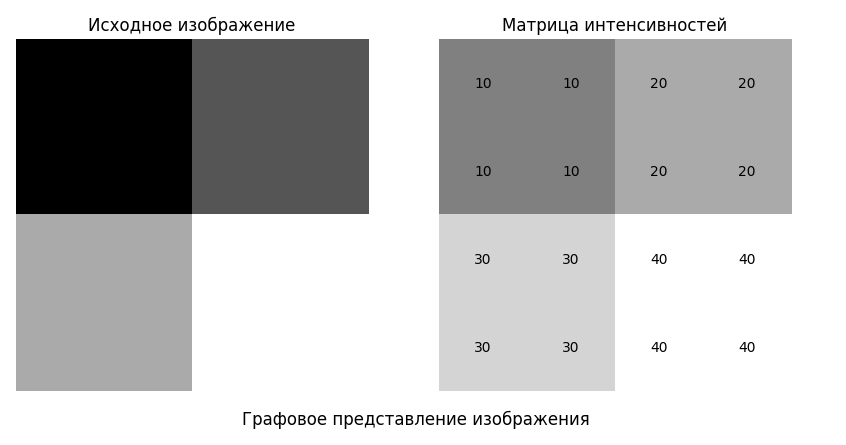 Исходное изображение
Матрица интенсивностей
10 10 20 20
10 10 20 20
30 30 40 40
30 30 40 40
Графовое представление изображения